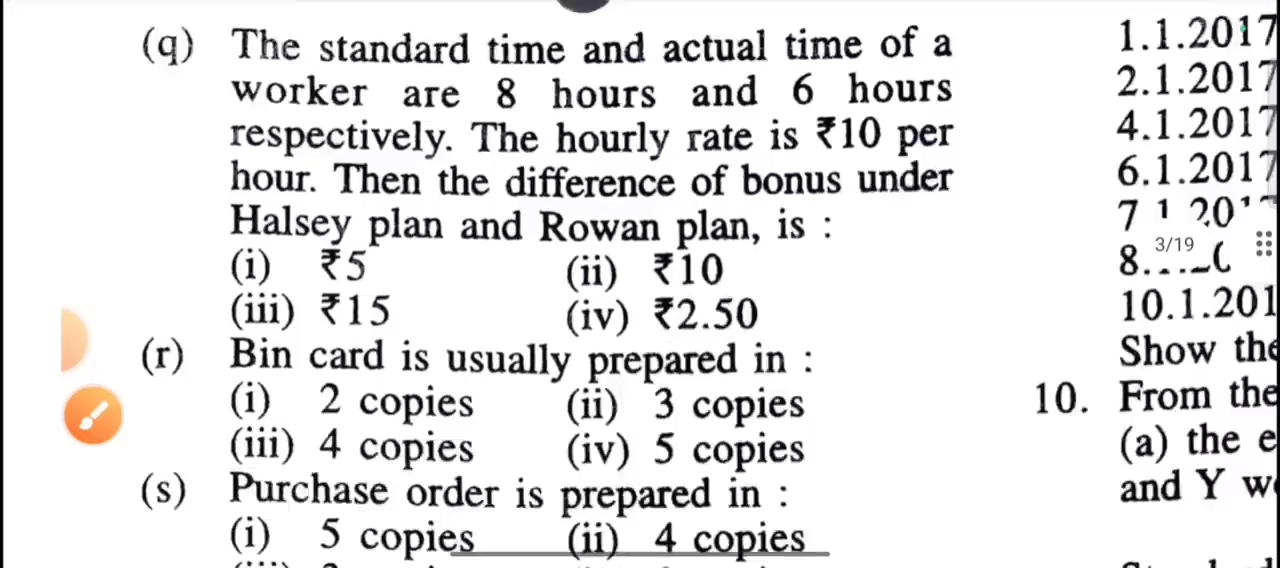 (q) The standard time and actual time of a
worker are 8 hours and 6 hours
respectively. The hourly rate is ₹10 per
hour. Then the difference of bonus under
Halsey plan and Rowan plan, is :
(i) ₹5 (ii) ₹10
(iii) ₹15 (iv) ₹2.50
(r) Bin card is usually prepared in :
(i) 2 copies (ii) 3 copies
(iii) 4 copies (iv) 5 copies
(s) Purchase order is prepared in :
(i) 5 copies (ii) 4 copies
1.1.2017
2.1.2017
4.1.2017
6.1.2017
3/19
10.1.201
Show the
10. From the
(a) the e
and Y w